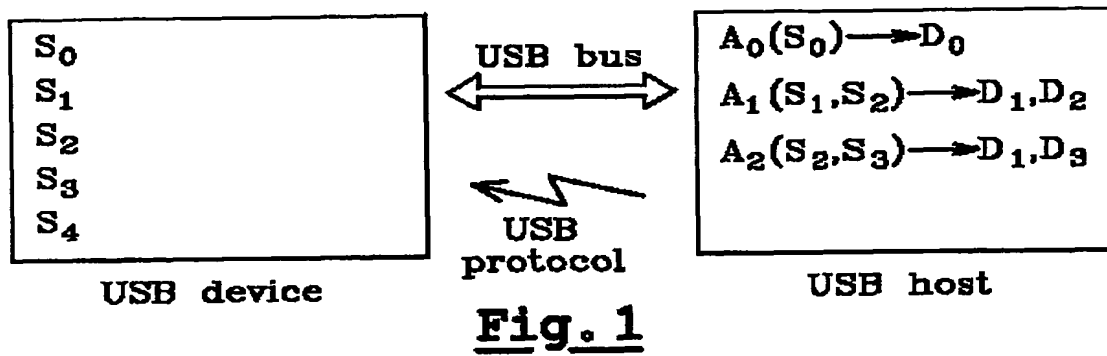 S₀
S₁
S₂
S₃
S₄
USB device
USB bus
USB
protocol
A₀(S₀)→D₀
A₁(S₁,S₂)→D₁,D₂
A₂(S₂,S₃)→D₁,D₃
USB host
Fig. 1